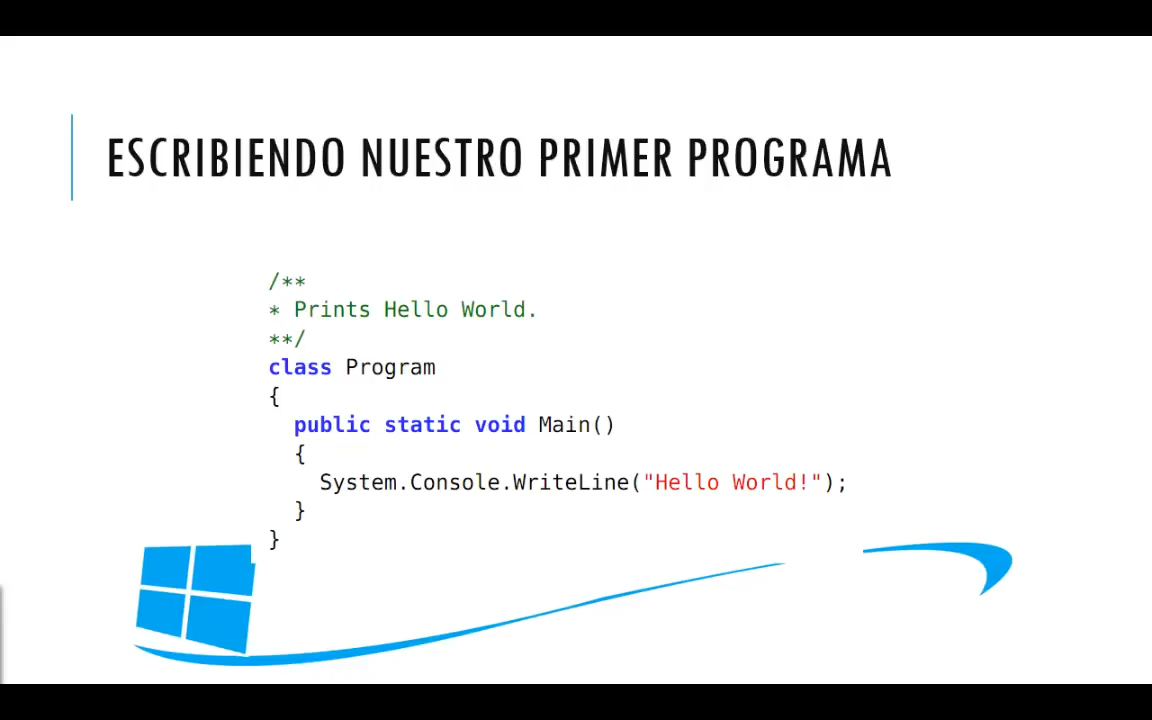 ESCRIBIENDO NUESTRO PRIMER PROGRAMA
/**
* Prints Hello World.
**/
class Program
{
  public static void Main()
  {
    System.Console.WriteLine("Hello World!");
  }
}